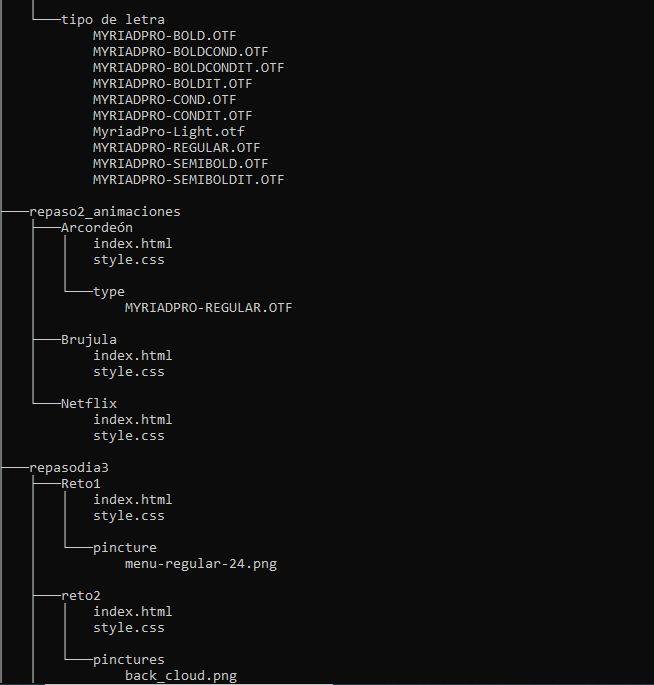 tipo de letra
MYRIADPRO-BOLD.OTF
MYRIADPRO-BOLDCOND.OTF
MYRIADPRO-BOLDCONDIT.OTF
MYRIADPRO-BOLDIT.OTF
MYRIADPRO-COND.OTF
MYRIADPRO-CONDIT.OTF
MyriadPro-Light.otf
MYRIADPRO-REGULAR.OTF
MYRIADPRO-SEMIBOLD.OTF
MYRIADPRO-SEMIBOLDIT.OTF
repaso2_animaciones
Arcordeón
index.html
style.css
type
MYRIADPRO-REGULAR.OTF
Brujula
index.html
style.css
Netflix
index.html
style.css
repasodia3
Reto1
index.html
style.css
pincture
menu-regular-24.png
reto2
index.html
style.css
pinctures
back_cloud.png